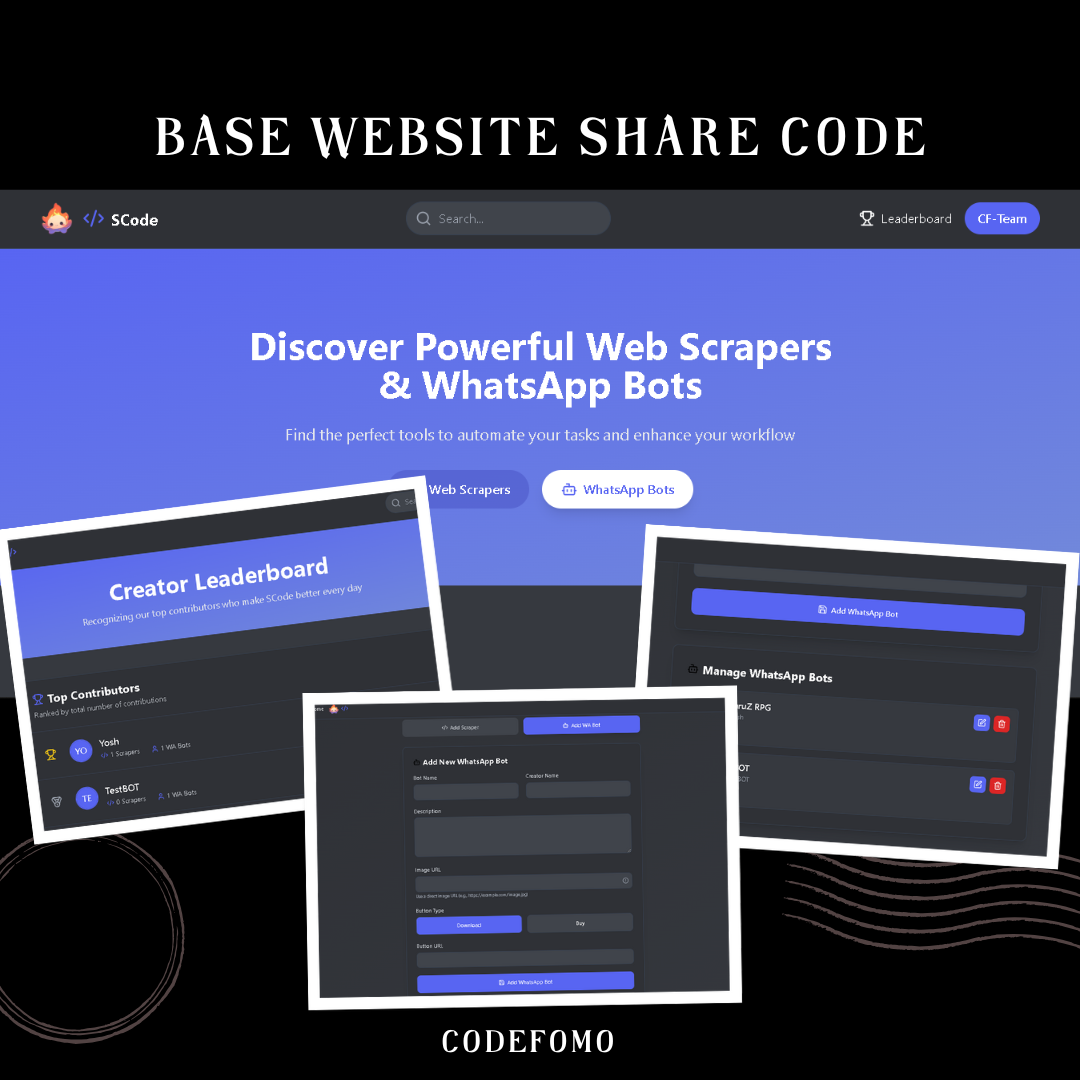 BASE WEBSITE SHARE CODE
</> SCode
Search...
Leaderboard
CF-Team
Discover Powerful Web Scrapers
& WhatsApp Bots
Find the perfect tools to automate your tasks and enhance your workflow
Web Scrapers
WhatsApp Bots
Creator Leaderboard
Recognizing our top contributors who make SCode better every day
Top Contributors
Ranked by total number of contributions
YO
Yosh
</> 1 Scrapers
1 WA Bots
TE
TestBOT
</> 0 Scrapers
1 WA Bots
Add WhatsApp Bot
Manage WhatsApp Bots
RPG
</> Add Scraper
Add WA Bot
Add New WhatsApp Bot
Bot Name
Creator Name
Description
Image URL
Button Type
Download
Buy
Button URL
Add WhatsApp Bot
CODEFOMO